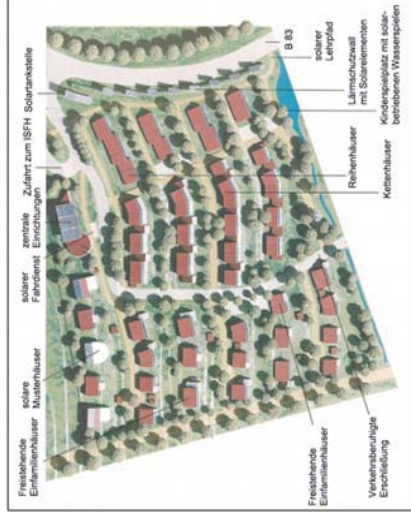 Freistehende
Einfamilienhäuser
solare
Musterhäuser
solarer
Fahrdienst
zentrale
Einrichtungen
Zufahrt zum ISFH
Solartankstelle
B 83
solarer
Lehrpfad
Lärmschutzwall
mit Solarelementen
Kinderspielplatz mit solar-
betriebenen Wasserspielen
Reihenhäuser
Kettenhäuser
Freistehende
Einfamilienhäuser
Verkehrsberuhigte
Erschließung